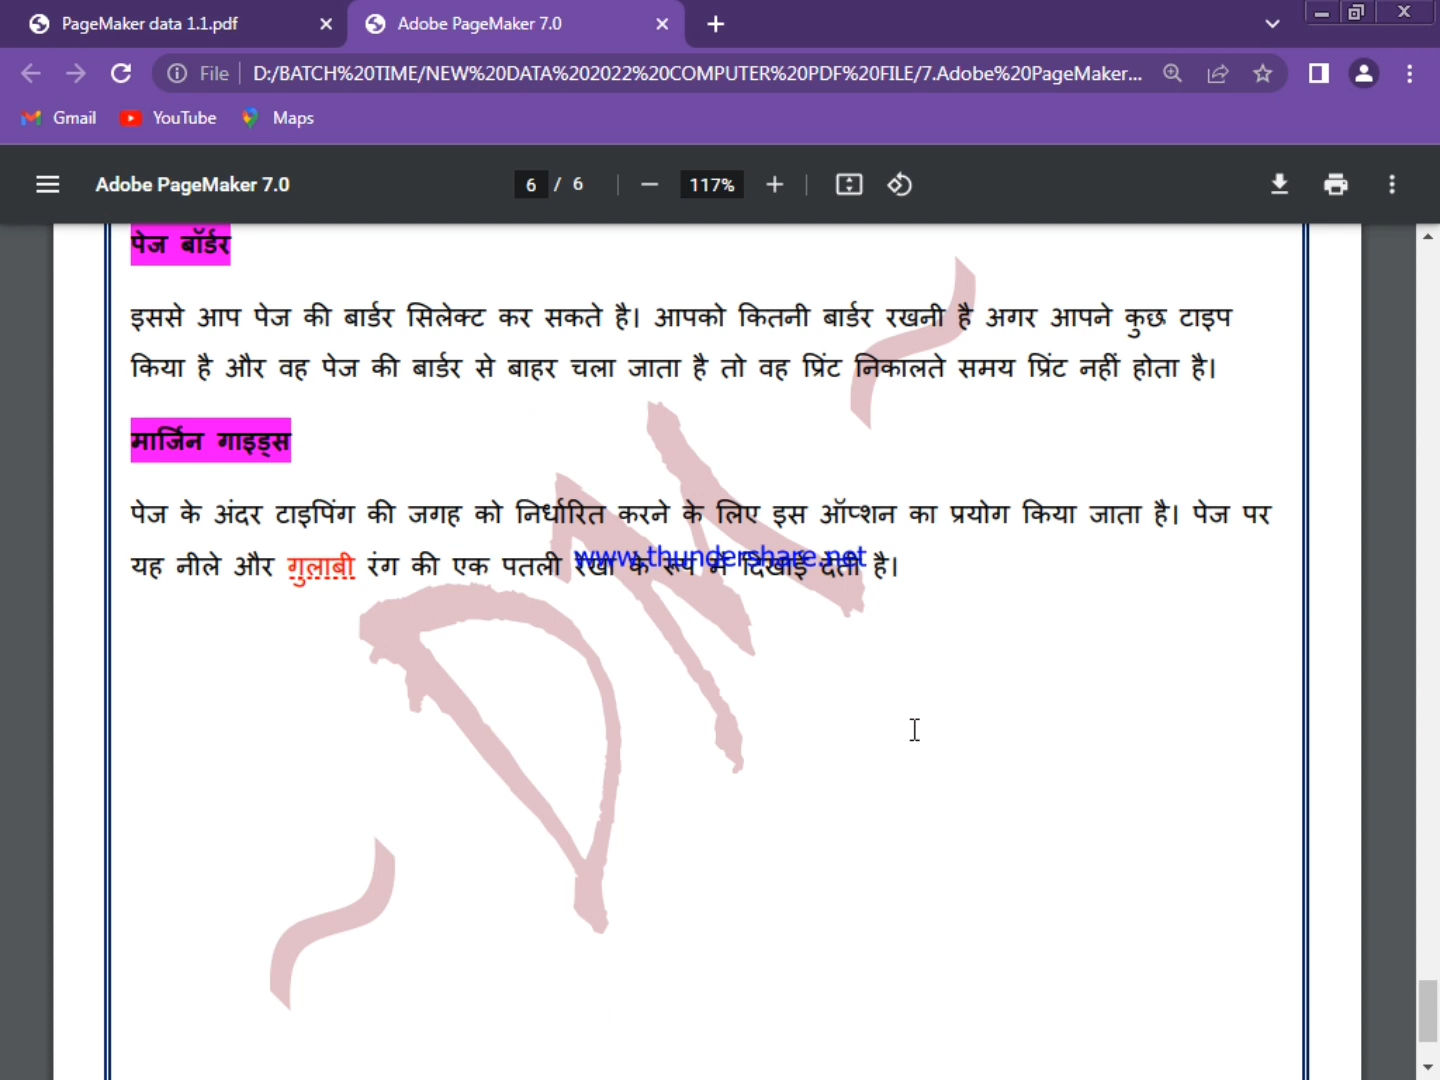 PageMaker data 1.1.pdf
Adobe PageMaker 7.0
File D:/BATCH%20TIME/NEW%20DATA%202022%20COMPUTER%20PDF%20FILE/7.Adobe%20PageMaker...
Gmail YouTube Maps
Adobe PageMaker 7.0 6 / 6 117%
पेज बॉर्डर
इससे आप पेज की बार्डर सिलेक्ट कर सकते है। आपको कितनी बार्डर रखनी है अगर आपने कुछ टाइप
किया है और वह पेज की बार्डर से बाहर चला जाता है तो वह प्रिंट निकालते समय प्रिंट नहीं होता है।
मार्जिन गाइड्स
पेज के अंदर टाइपिंग की जगह को निर्धारित करने के लिए इस ऑप्शन का प्रयोग किया जाता है। पेज पर
यह नीले और गुलाबी रंग की एक पतली रेखा के रूप में दिखाई देती है।
www.thundershare.net
DM